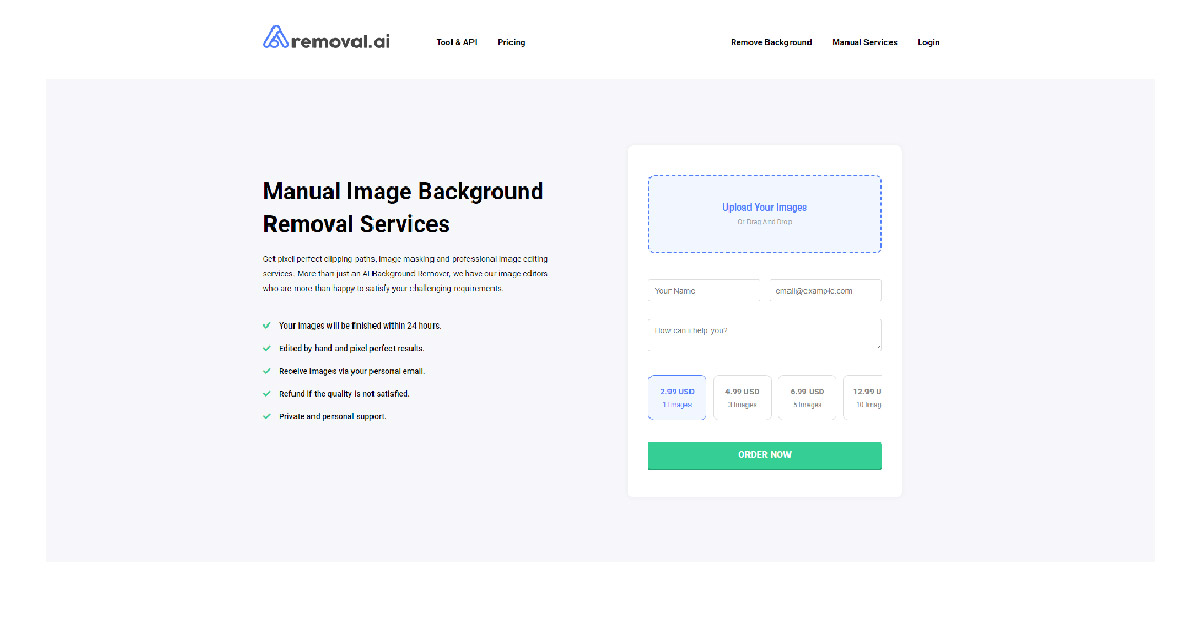 removal.ai
Tool & API
Pricing
Remove Background
Manual Services
Login
Manual Image Background
Removal Services
Get pixel perfect clipping paths, image masking and professional image editing
services. More than just an AI Background Remover, we have our image editors
who are more than happy to satisfy your challenging requirements.
Your images will be finished within 24 hours.
Edited by hand and pixel perfect results.
Receive images via your personal email.
Refund if the quality is not satisfied.
Private and personal support.
Upload Your Images
Or Drag And Drop
Your Name
email@example.com
How can i help you?
2.99 USD
1 Images
4.99 USD
3 Images
6.99 USD
5 Images
12.99 U
10 Imag
ORDER NOW